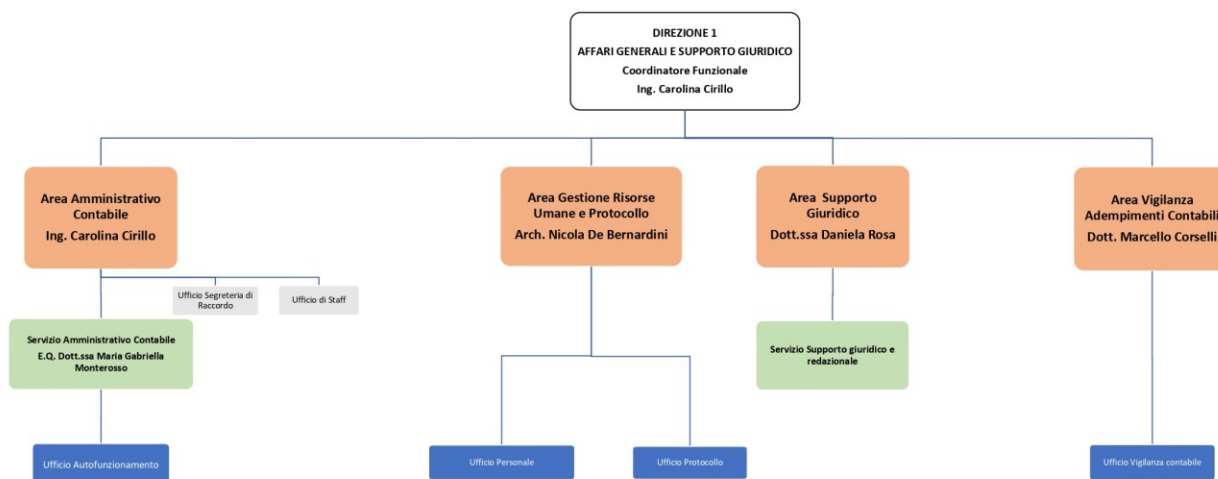 DIREZIONE 1
AFFARI GENERALI E SUPPORTO GIURIDICO
Coordinatore Funzionale
Ing. Carolina Cirillo
Area Amministrativo
Contabile
Ing. Carolina Cirillo
Area Gestione Risorse
Umane e Protocollo
Arch. Nicola De Bernardini
Area Supporto
Giuridico
Dott.ssa Daniela Rosa
Area Vigilanza
Adempimenti Contabili
Dott. Marcello Corselli
Ufficio Segreteria di
Raccordo
Ufficio di Staff
Servizio Amministrativo Contabile
E.Q. Dott.ssa Maria Gabriella
Monterosso
Servizio Supporto giuridico e
redazionale
Ufficio Autofunzionamento
Ufficio Personale
Ufficio Protocollo
Ufficio Vigilanza contabile